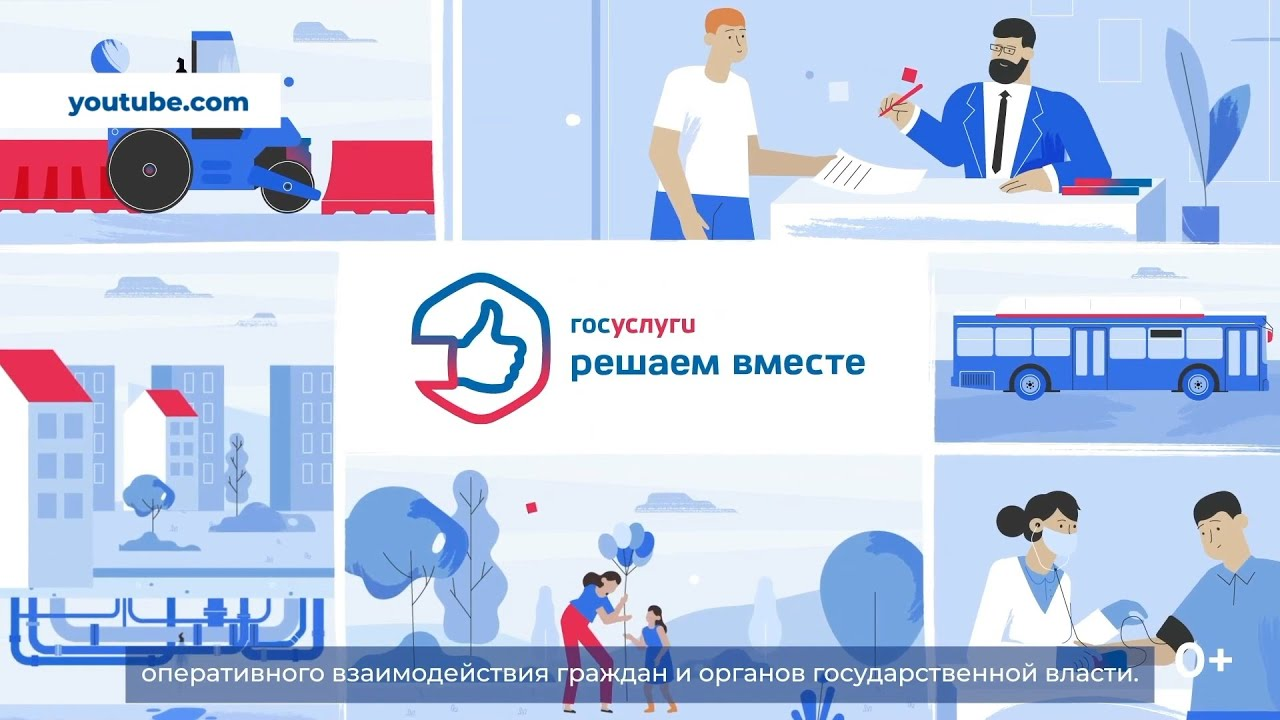 youtube.com
госуслуги
решаем вместе
оперативного взаимодействия граждан и органов государственной власти.
0+